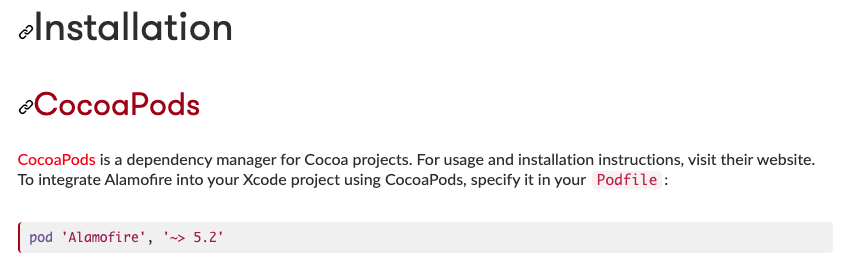 Installation
CocoaPods
CocoaPods is a dependency manager for Cocoa projects. For usage and installation instructions, visit their website.
To integrate Alamofire into your Xcode project using CocoaPods, specify it in your Podfile:
pod 'Alamofire', '~> 5.2'